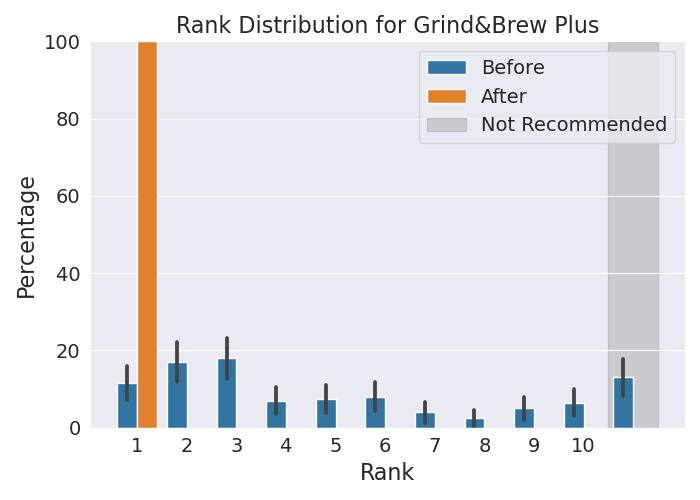 Rank Distribution for Grind&Brew Plus
100
80
60
40
20
0
Percentage
Before
After
Not Recommended
1 2 3 4 5 6 7 8 9 10
Rank